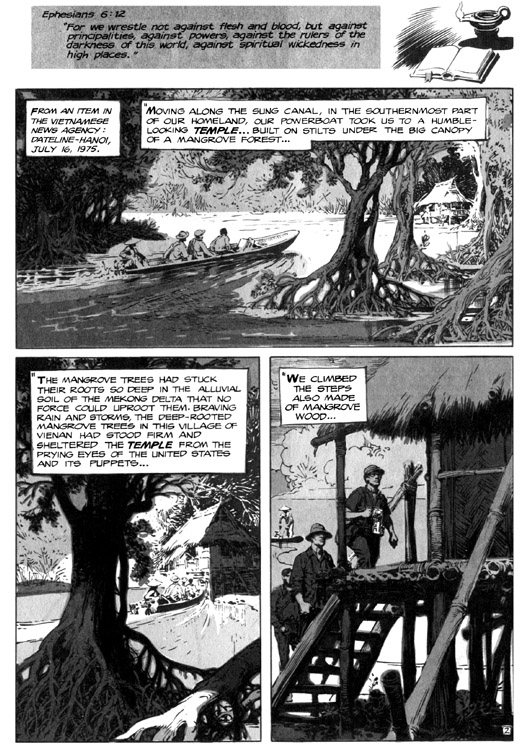 Ephesians 6:12
"For we wrestle not against flesh and blood, but against
principalities, against powers, against the rulers of the
darkness of this world, against spiritual wickedness in
high places."
FROM AN ITEM IN
THE VIETNAMESE
NEWS AGENCY:
DATELINE-HANOI,
JULY 16, 1975.
"MOVING ALONG THE SUNG CANAL, IN THE SOUTHERNMOST PART
OF OUR HOMELAND, OUR POWERBOAT TOOK US TO A HUMBLE-
LOOKING TEMPLE... BUILT ON STILTS UNDER THE BIG CANOPY
OF A MANGROVE FOREST...
"THE MANGROVE TREES HAD STUCK
THEIR ROOTS SO DEEP IN THE ALLUVIAL
SOIL OF THE MEKONG DELTA THAT NO
FORCE COULD UPROOT THEM. BRAVING
RAIN AND STORMS, THE DEEP-ROOTED
MANGROVE TREES IN THIS VILLAGE OF
VIENAN HAD STOOD FIRM AND
SHELTERED THE TEMPLE FROM THE
PRYING EYES OF THE UNITED STATES
AND ITS PUPPETS...
"WE CLIMBED
THE STEPS
ALSO MADE
OF MANGROVE
WOOD...
2